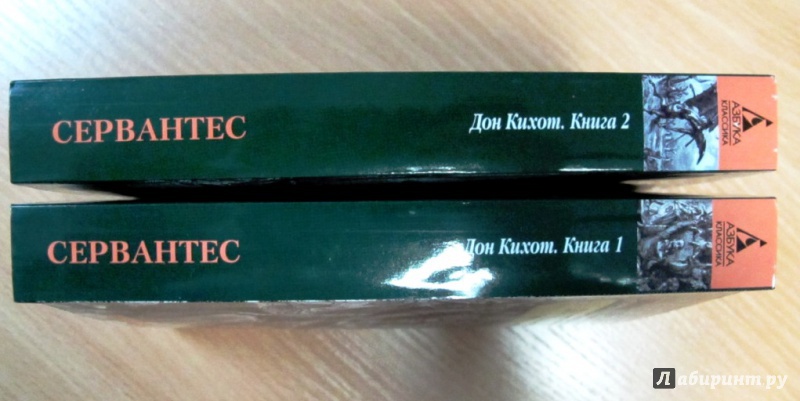 СЕРВАНТЕС
Дон Кихот. Книга 2
АЗБУКА
КЛАССИКА
СЕРВАНТЕС
Дон Кихот. Книга 1
АЗБУКА
КЛАССИКА
Лабиринт.ру